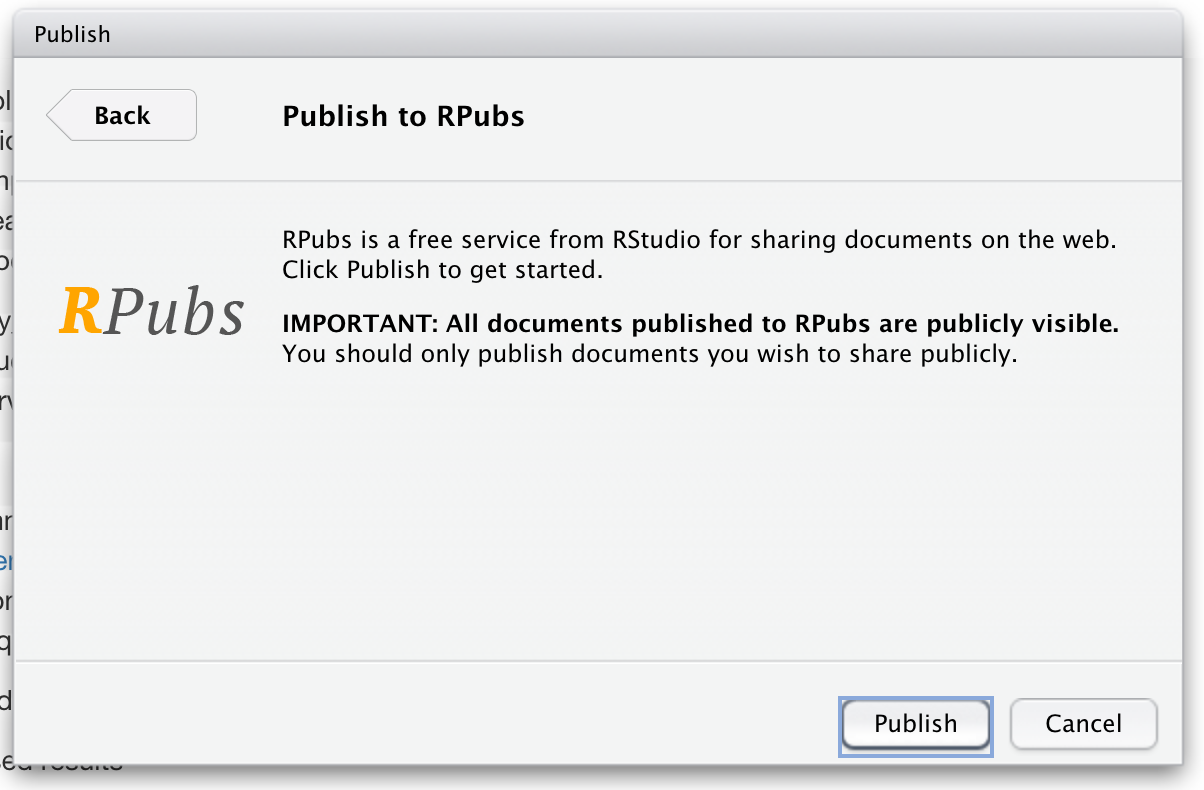 Publish
Back
Publish to RPubs
RPubs is a free service from RStudio for sharing documents on the web.
Click Publish to get started.
RPubs
IMPORTANT: All documents published to RPubs are publicly visible.
You should only publish documents you wish to share publicly.
Publish
Cancel